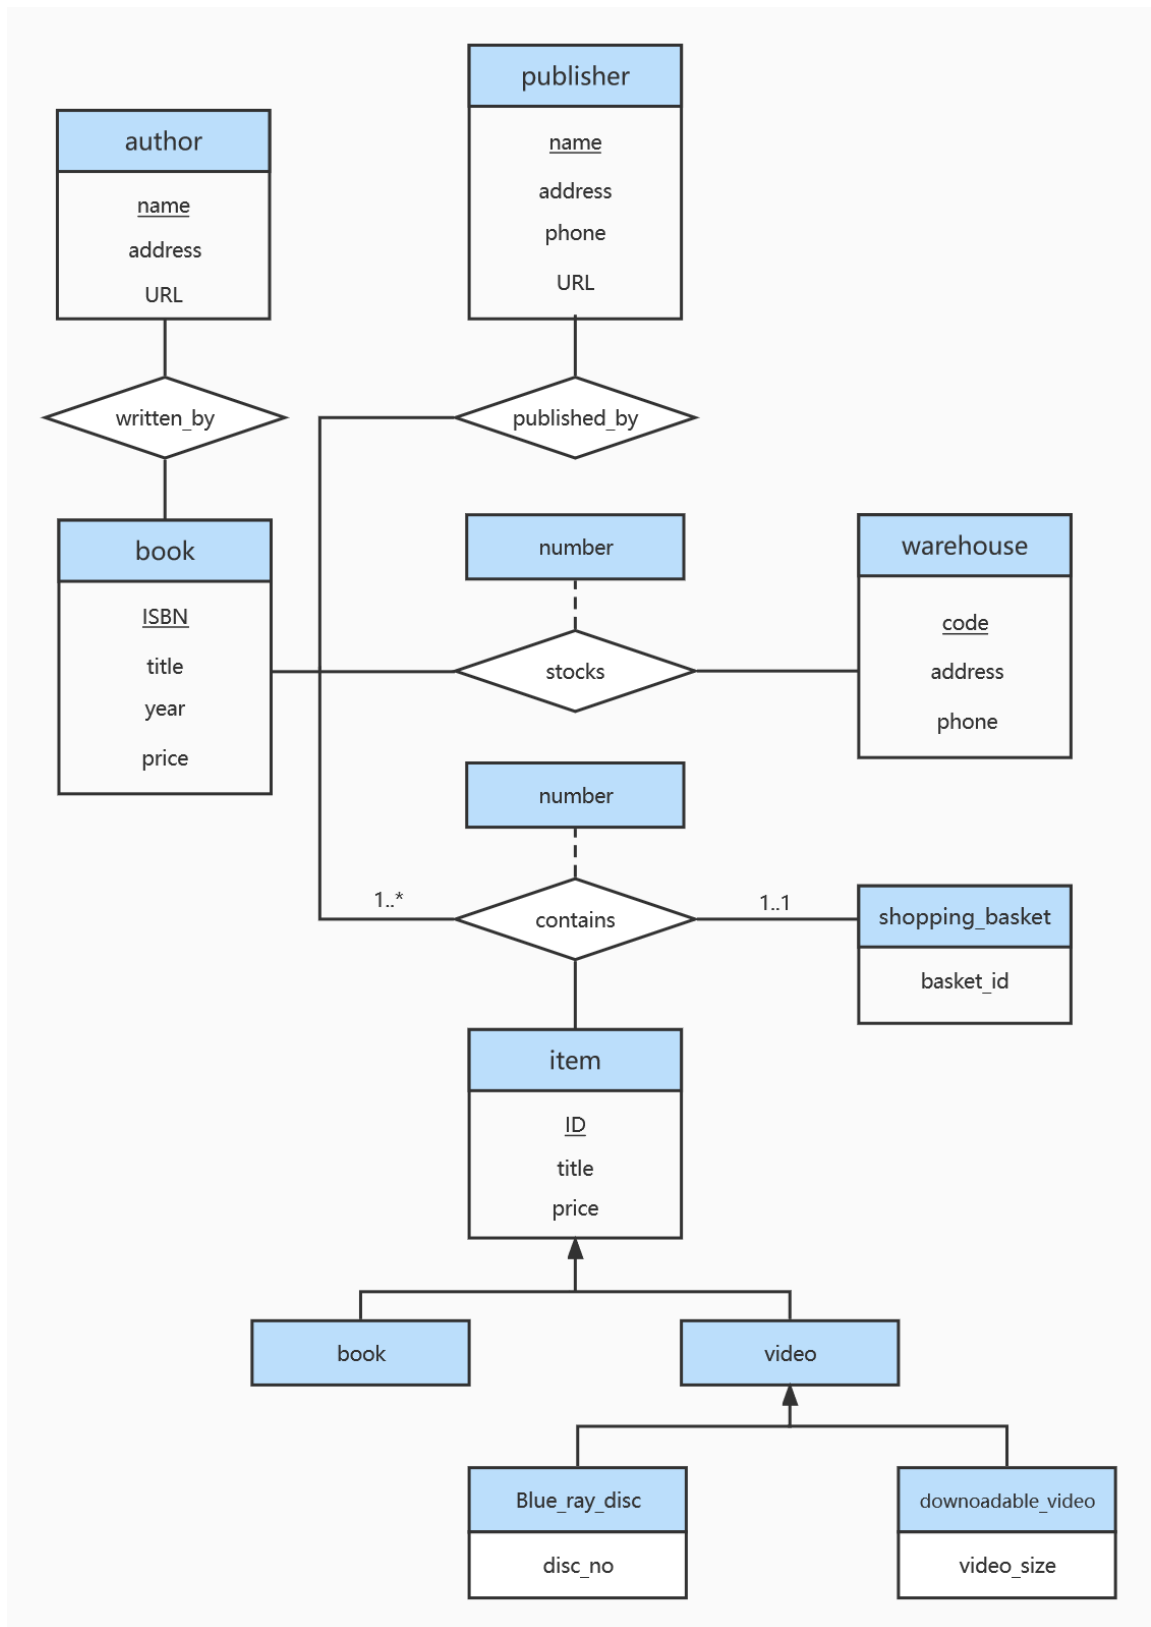 publisher
name
address
phone
URL
author
name
address
URL
written_by
published_by
book
ISBN
title
year
price
number
stocks
warehouse
code
address
phone
number
1..*
contains
1..1
shopping_basket
basket_id
item
ID
title
price
book
video
Blue_ray_disc
disc_no
downoadable_video
video_size